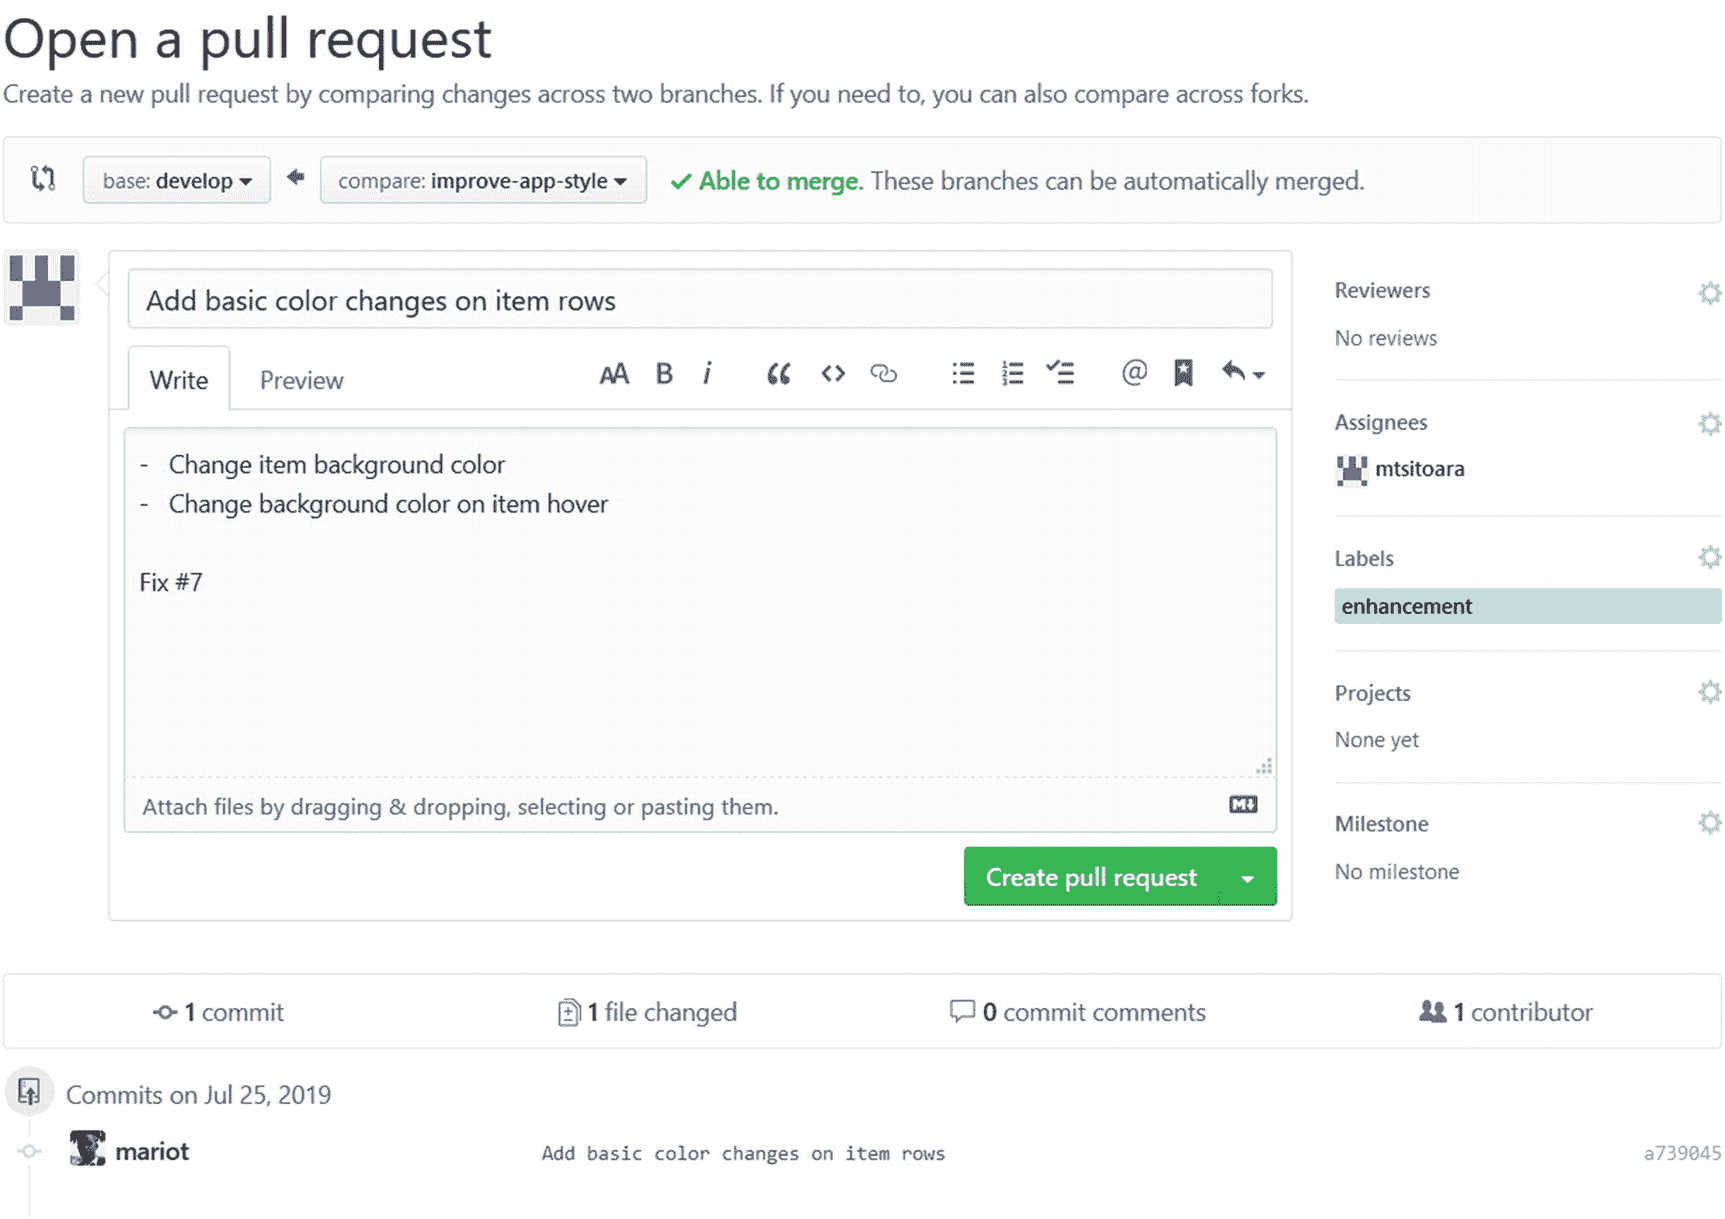 Open a pull request
Create a new pull request by comparing changes across two branches. If you need to, you can also compare across forks.
base: develop
compare: improve-app-style
Able to merge. These branches can be automatically merged.
Add basic color changes on item rows
Write
Preview
AA B i
- Change item background color
- Change background color on item hover
Fix #7
Attach files by dragging & dropping, selecting or pasting them.
Create pull request
Reviewers
No reviews
Assignees
mtsitoara
Labels
enhancement
Projects
None yet
Milestone
No milestone
1 commit
1 file changed
0 commit comments
1 contributor
Commits on Jul 25, 2019
mariot
Add basic color changes on item rows
a739045